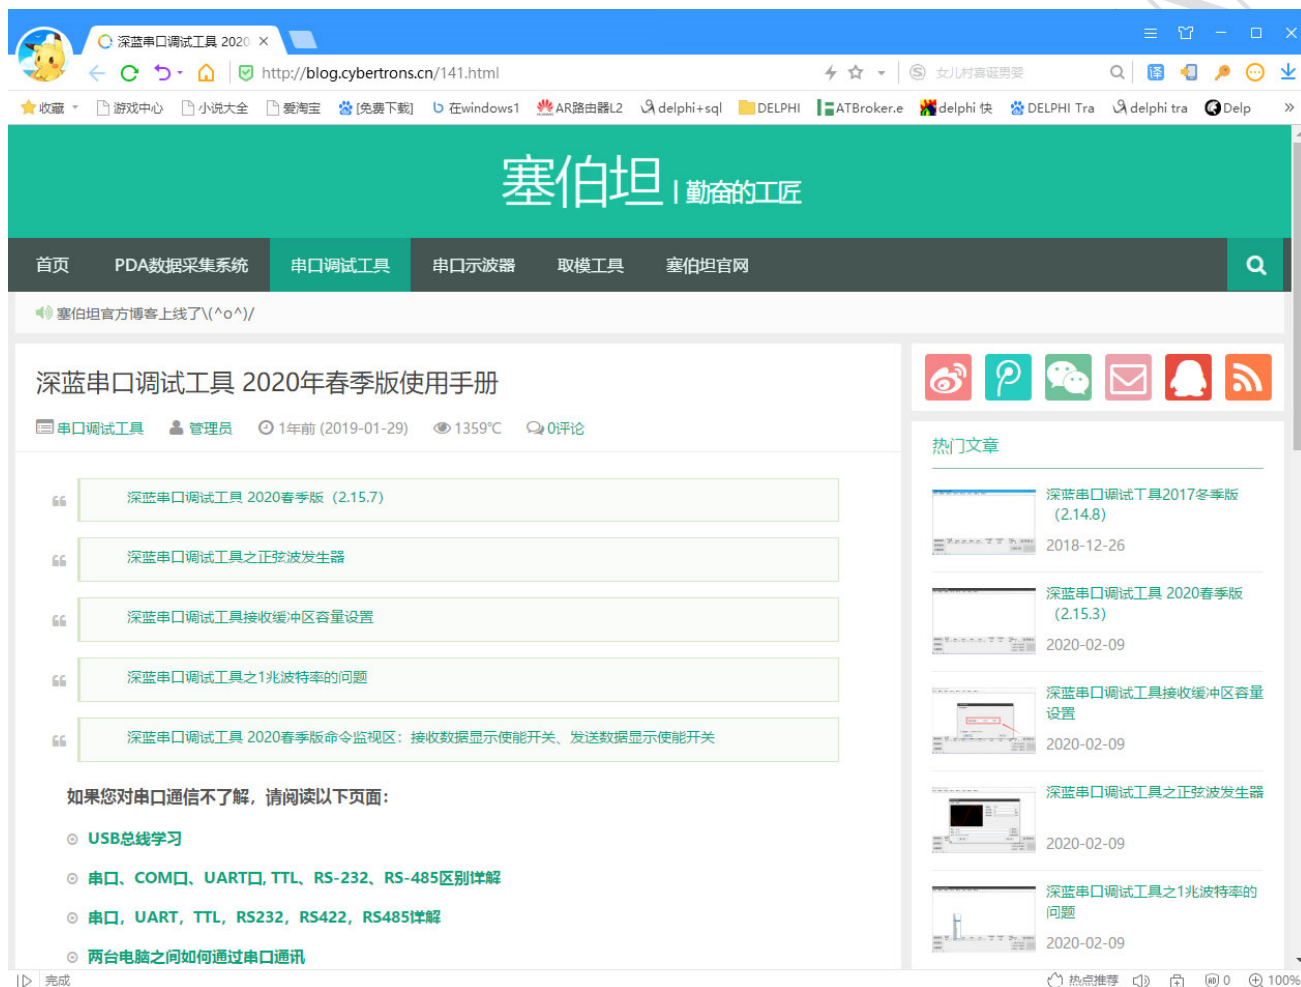 深蓝串口调试工具 2020
http://blog.cybertrons.cn/141.html
女儿村喜诞男婴
译
收藏 游戏中心 小说大全 爱淘宝 [免费下载] 在windows1 AR路由器L2 delphi+sql DELPHI ATBroker.e delphi 快 DELPHI Tra delphi tra Delp »
塞伯坦 | 勤奋的工匠
首页 PDA数据采集系统 串口调试工具 串口示波器 取模工具 塞伯坦官网
塞伯坦官方博客上线了\(^o^)/
深蓝串口调试工具 2020年春季版使用手册
串口调试工具 管理员 1年前 (2019-01-29) 1359℃ 0评论
深蓝串口调试工具 2020春季版（2.15.7）
深蓝串口调试工具之正弦波发生器
深蓝串口调试工具接收缓冲区容量设置
深蓝串口调试工具之1兆波特率的问题
深蓝串口调试工具 2020春季版命令监视区：接收数据显示使能开关、发送数据显示使能开关
如果您对串口通信不了解，请阅读以下页面：
USB总线学习
串口、COM口、UART口, TTL、RS-232、RS-485区别详解
串口，UART，TTL，RS232，RS422，RS485详解
两台电脑之间如何通过串口通讯
热门文章
深蓝串口调试工具2017冬季版
（2.14.8）
2018-12-26
深蓝串口调试工具 2020春季版
（2.15.3）
2020-02-09
深蓝串口调试工具接收缓冲区容量
设置
2020-02-09
深蓝串口调试工具之正弦波发生器
2020-02-09
深蓝串口调试工具之1兆波特率的
问题
2020-02-09
完成
热点推荐 0 100%